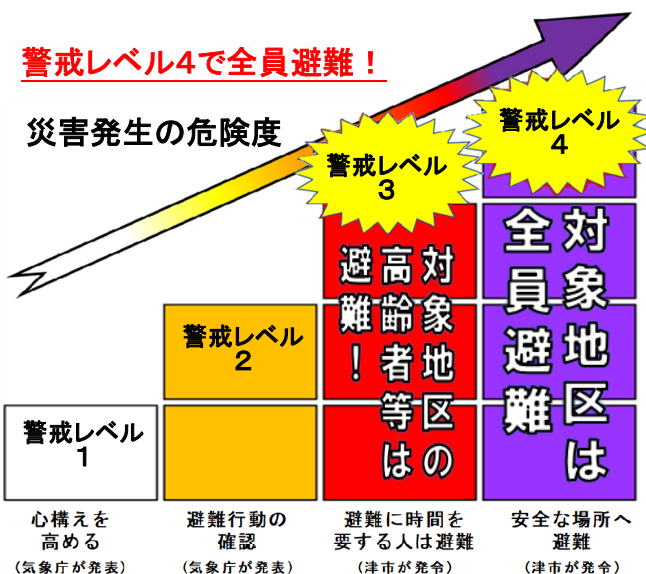 警戒レベル4で全員避難！
災害発生の危険度
警戒レベル
1
警戒レベル
2
警戒レベル
3
警戒レベル
4
対象地区の
高齢者等は
避難！
対象地区は
全員避難
心構えを
高める
(気象庁が発表)
避難行動の
確認
(気象庁が発表)
避難に時間を
要する人は避難
(津市が発令)
安全な場所へ
避難
(津市が発令)